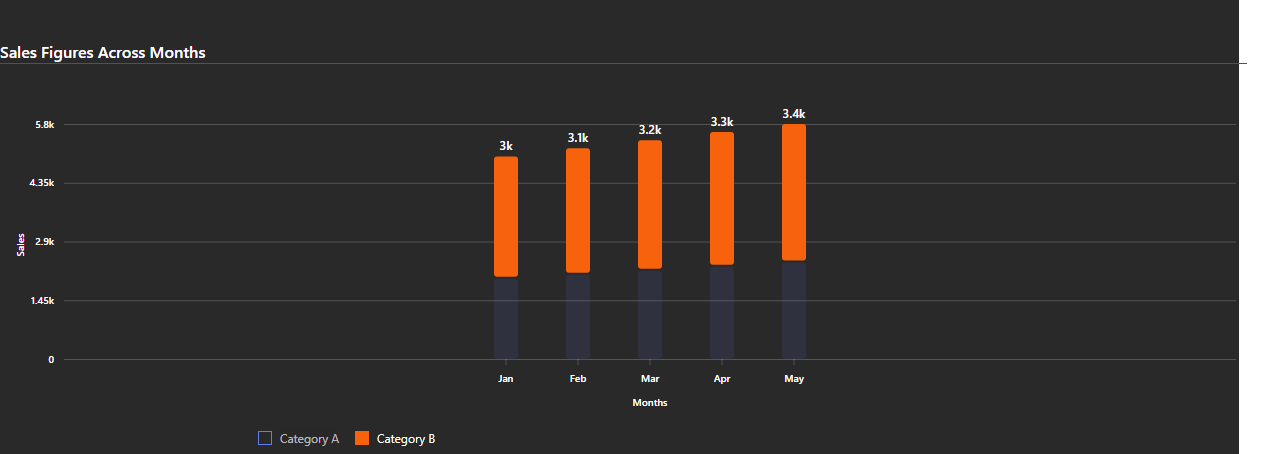 Sales Figures Across Months
3k
3.1k
3.2k
3.3k
3.4k
5.8k
4.35k
2.9k
1.45k
0
Sales
Jan
Feb
Mar
Apr
May
Months
Category A
Category B